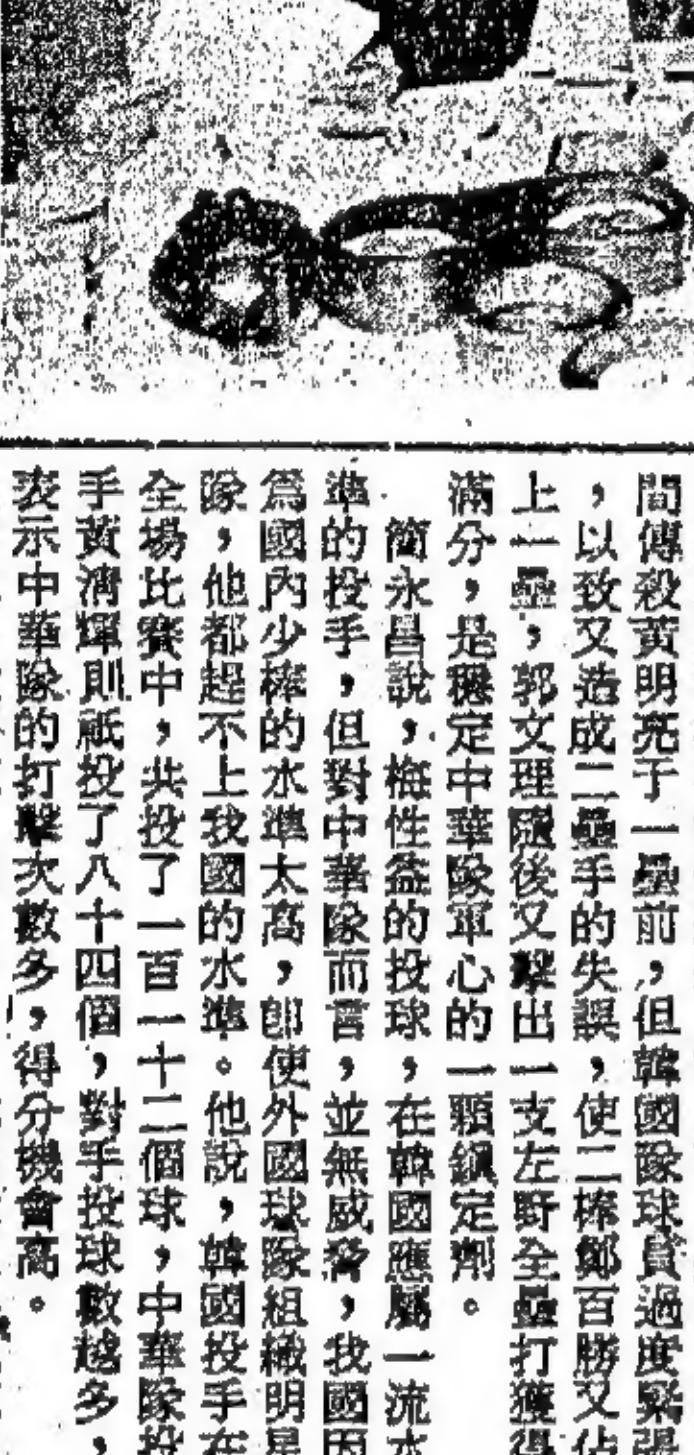 間傳殺黃明亮于一壘前，但韓國隊球員過度緊張
，以致又造成二壘手的失誤，使二棒鄭百勝又佔
上一壘，郭文理隨後又擊出一支左野全壘打獲得
滿分，是穩定中華隊軍心的一顆鎮定劑。
簡永昌說，梅性益的投球，在韓國應屬一流水
準的投手，但對中華隊而言，並無威脅，我國因
為國內少棒的水準太高，即使外國球隊組織明星
隊，他都趕不上我國的水準。他說，韓國投手在
全場比賽中，共投了一百一十二個球，中華隊投
手黃清輝則祇投了八十四個，對手投球數越多，
表示中華隊的打擊次數多，得分機會高。